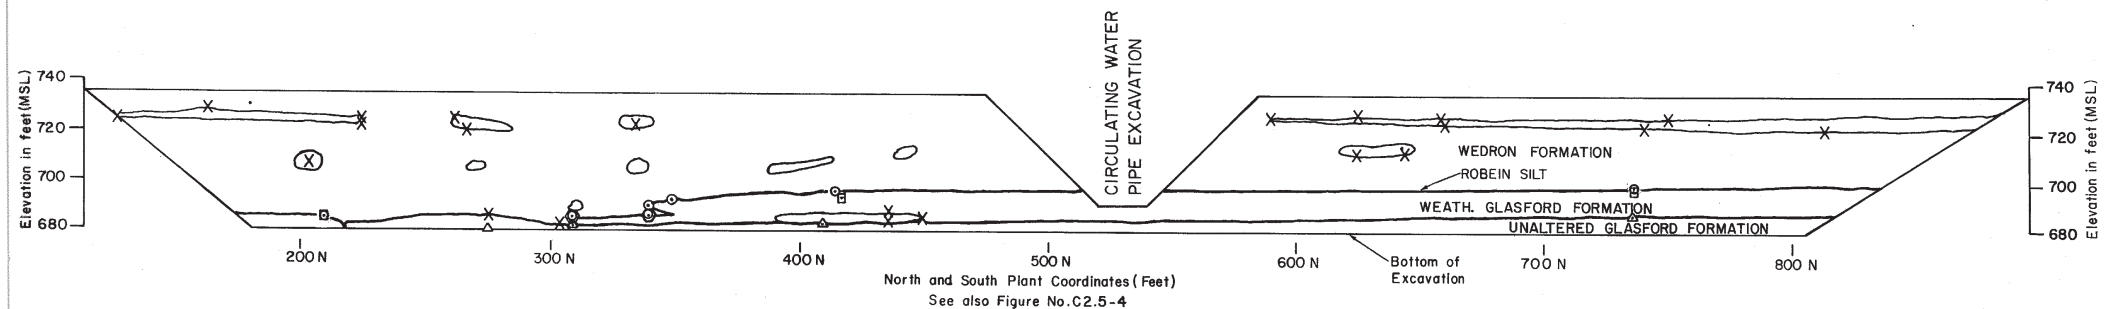 CIRCULATING WATER
PIPE EXCAVATION
Elevation in feet (MSL)
740
720
700
680
740
720
700
680
Elevation in feet (MSL)
WEDRON FORMATION
ROBEIN SILT
WEATH. GLASFORD FORMATION
UNALTERED GLASFORD FORMATION
200 N
300 N
400 N
500 N
600 N
700 N
800 N
Bottom of
Excavation
North and South Plant Coordinates (Feet)
See also Figure No. C2.5-4